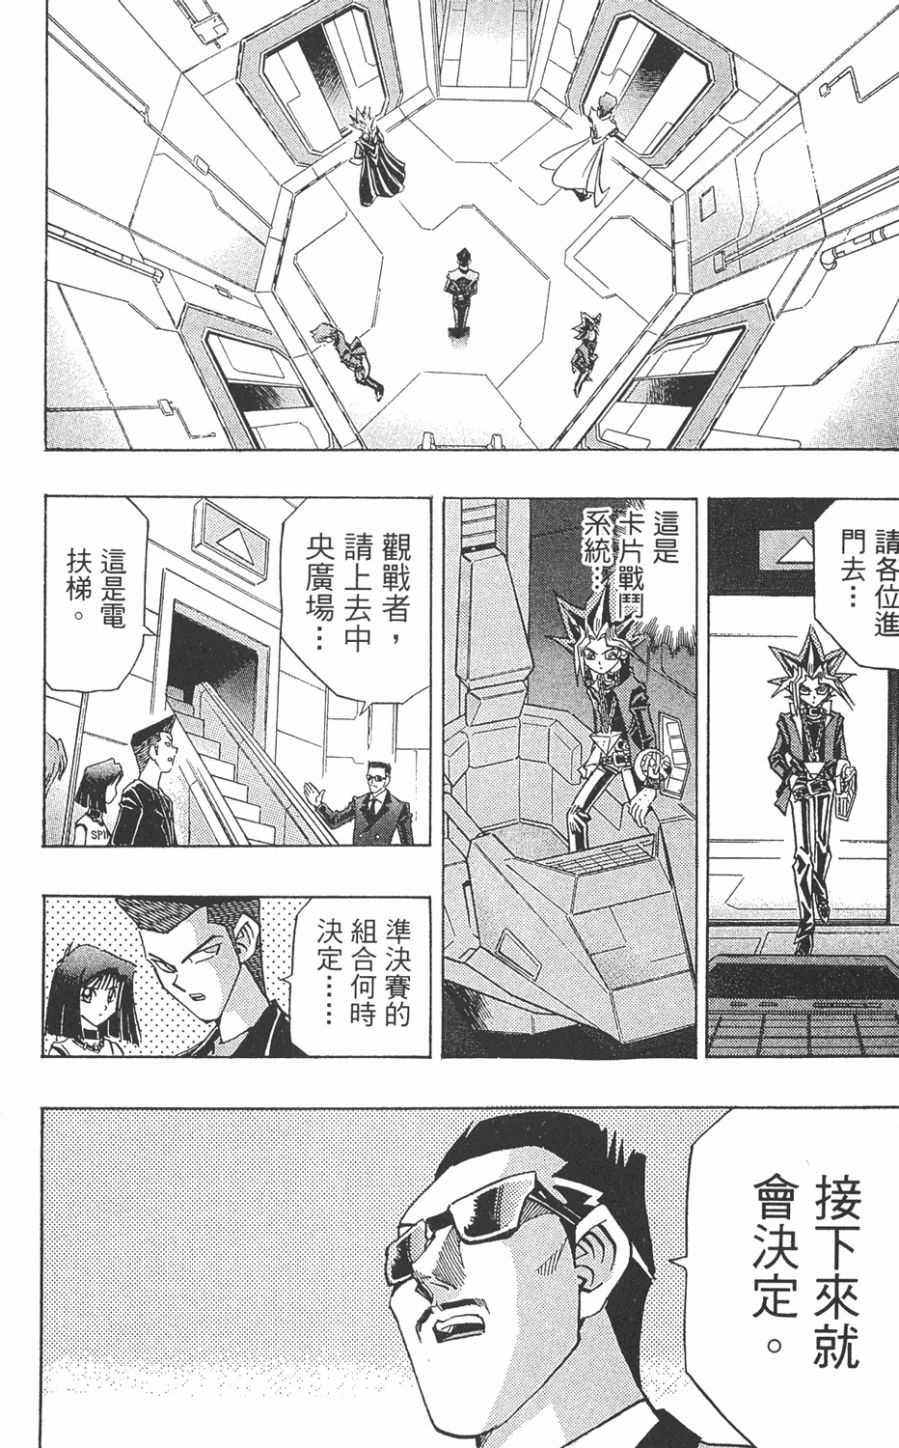 請各位進
門去…
這是
卡片戰鬥
系統…
觀戰者，
請上去中
央廣場…
這是電
扶梯。
SPI
準決賽的
組合何時
決定……
接下來就
會決定。